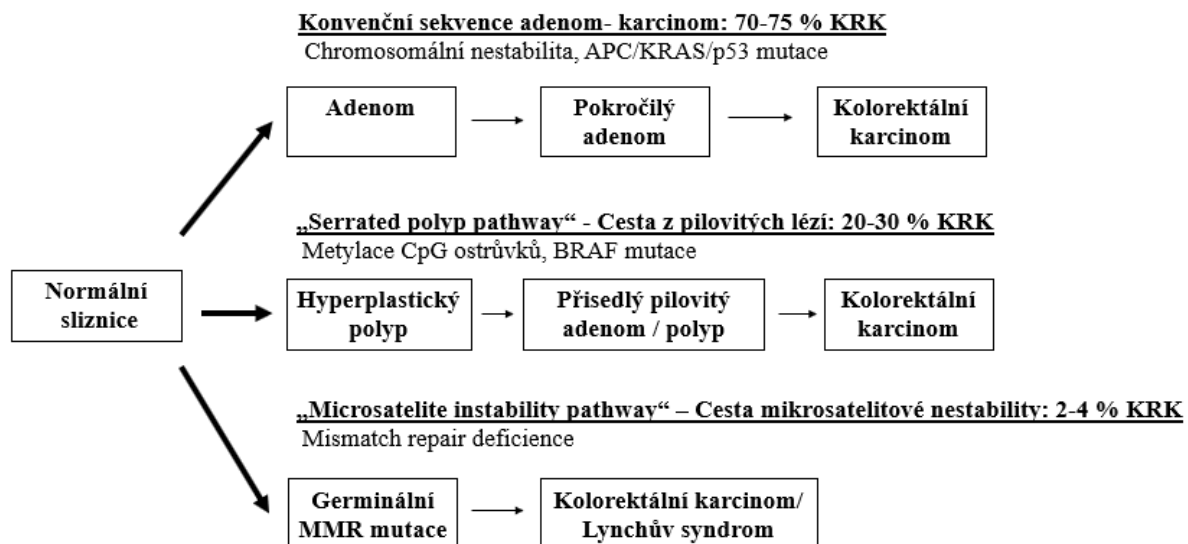 Konvenční sekvence adenom- karcinom: 70-75 % KRK
Chromosomální nestabilita, APC/KRAS/p53 mutace
Adenom
Pokročilý
adenom
Kolorektální
karcinom
„Serrated polyp pathway“ - Cesta z pilovitých lézí: 20-30 % KRK
Metylace CpG ostrůvků, BRAF mutace
Normální
sliznice
Hyperplastický
polyp
Přisedlý pilovitý
adenom / polyp
Kolorektální
karcinom
„Microsatelite instability pathway“ – Cesta mikrosatelitové nestability: 2-4 % KRK
Mismatch repair deficience
Germinální
MMR mutace
Kolorektální karcinom/
Lynchův syndrom